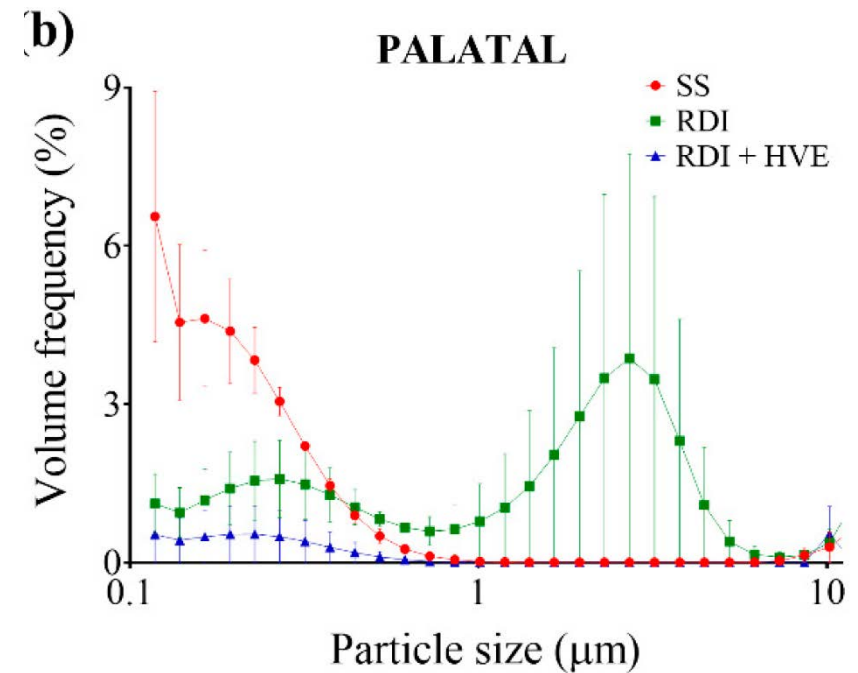 (b)
PALATAL
SS
RDI
RDI + HVE
Volume frequency (%)
9
6
3
0
0.1
1
10
Particle size (μm)